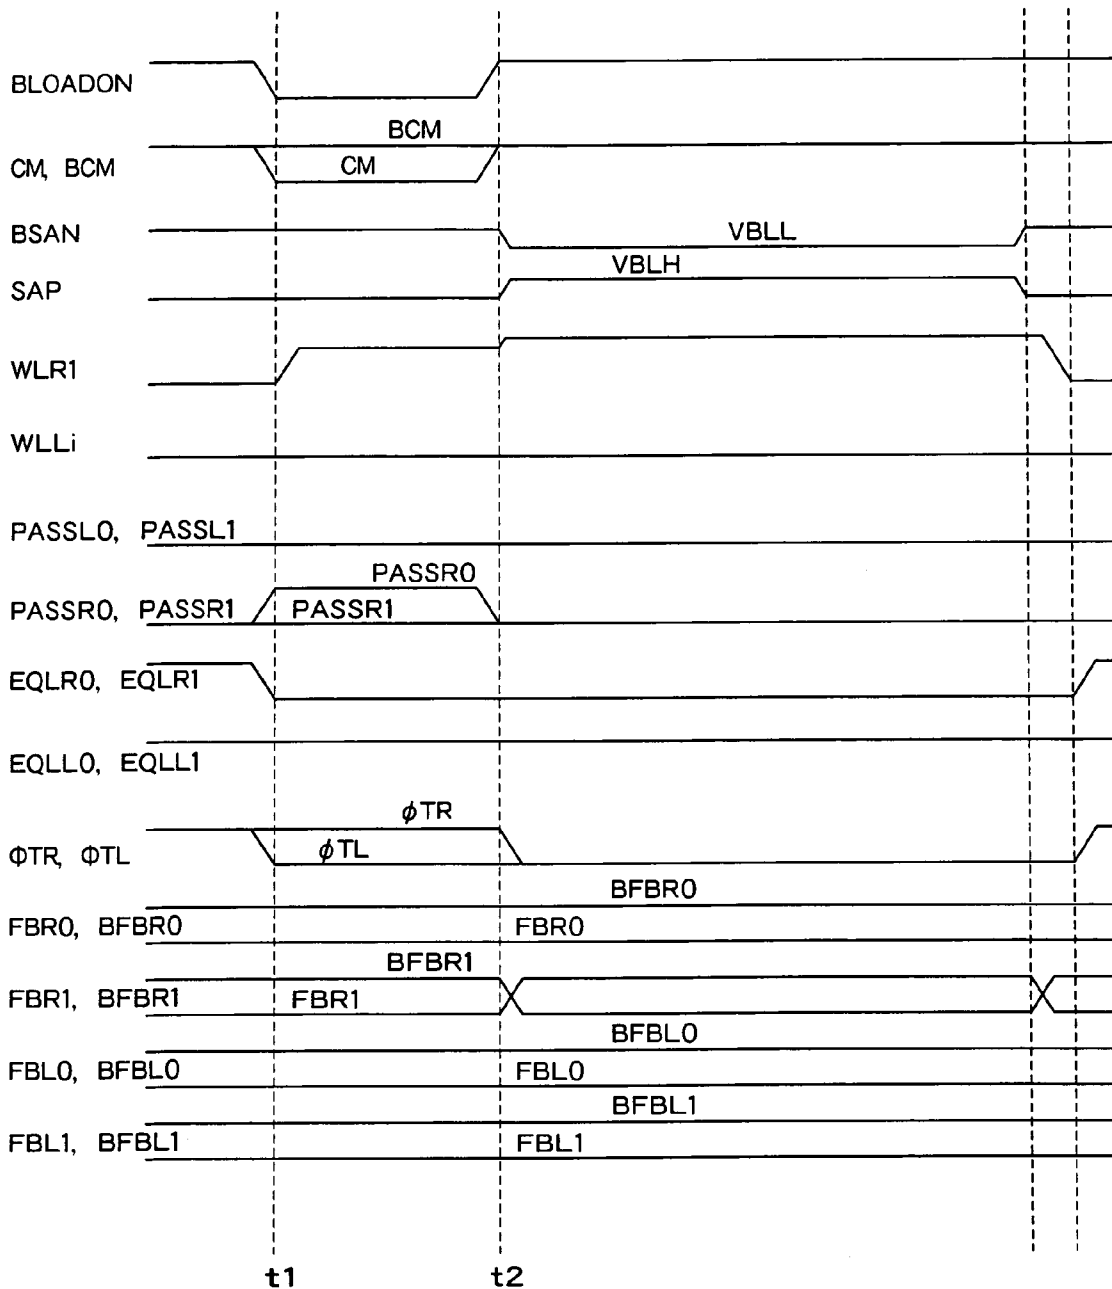 BLOADON
BCM
CM, BCM
CM
BSAN
VBLL
VBLH
SAP
WLR1
WLLi
PASSL0, PASSL1
PASSR0
PASSR0, PASSR1
PASSR1
EQLR0, EQLR1
EQLL0, EQLL1
ϕTR
ΦTR, ΦTL
ϕTL
BFBR0
FBR0, BFBR0
FBR0
BFBR1
FBR1, BFBR1
FBR1
BFBL0
FBL0, BFBL0
FBL0
BFBL1
FBL1, BFBL1
FBL1
t1
t2